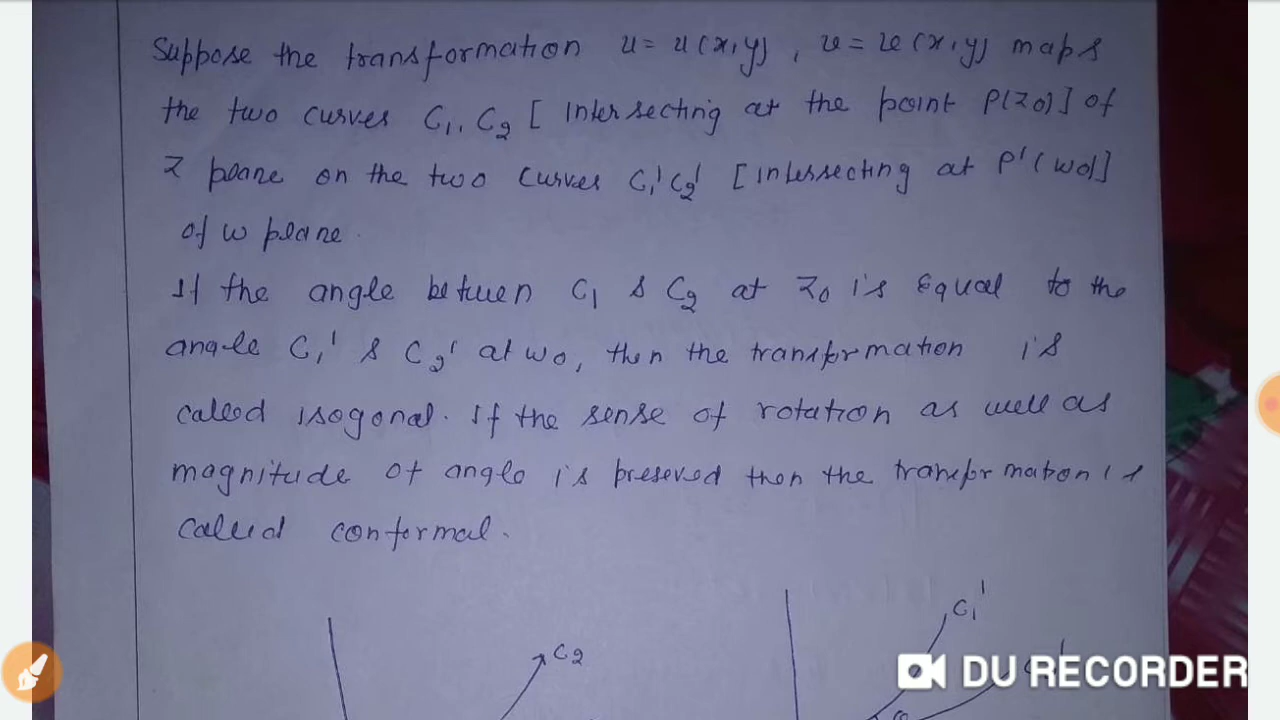 Suppose the transformation u = u(x,y), v = v(x,y) maps
the two curves C1, C2 [Intersecting at the point P(z0)] of
z plane on the two curves C1' C2' [Intersecting at P'(w0)]
of w plane.
If the angle between C1 & C2 at z0 is equal to the
angle C1' & C2' at w0, then the transformation is
called isogonal. If the sense of rotation as well as
magnitude of angle is preseved then the transformation is
called conformal.
C1'
C2
DU RECORDER